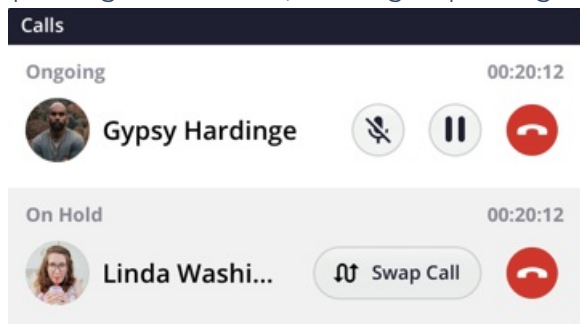 Calls
Ongoing 00:20:12
Gypsy Hardinge
On Hold 00:20:12
Linda Washi... Swap Call